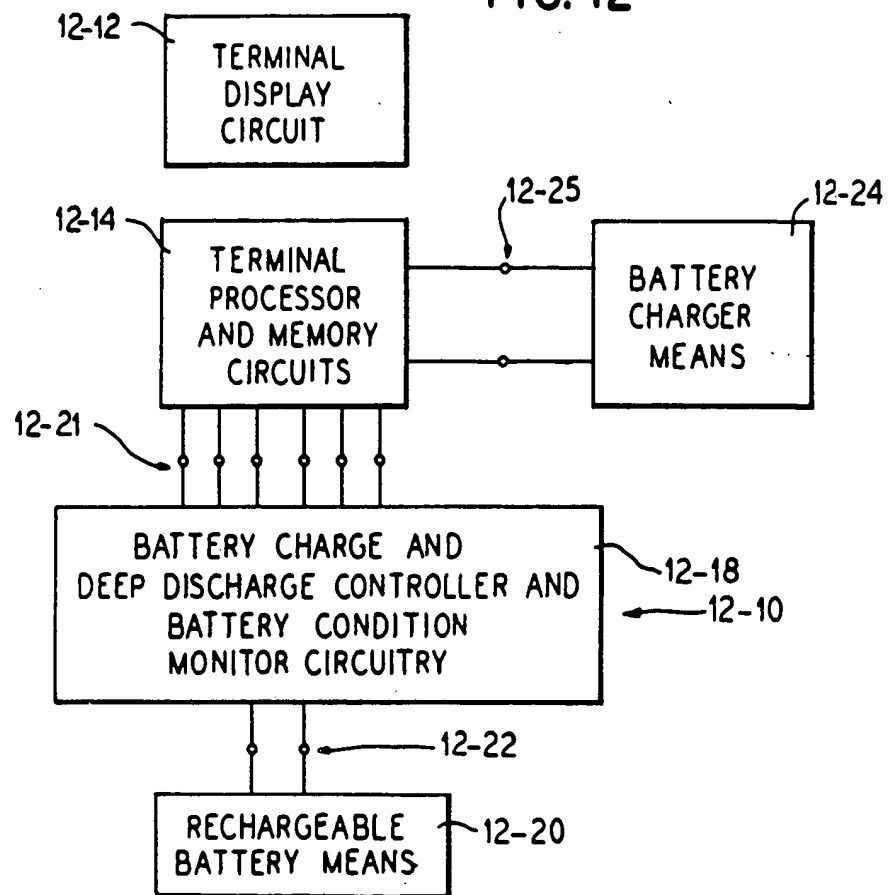 FIG. 12
12-12
TERMINAL
DISPLAY
CIRCUIT
12-14
TERMINAL
PROCESSOR
AND MEMORY
CIRCUITS
12-25
12-24
BATTERY
CHARGER
MEANS
12-21
BATTERY CHARGE AND
DEEP DISCHARGE CONTROLLER AND
BATTERY CONDITION
MONITOR CIRCUITRY
12-18
12-10
12-22
RECHARGEABLE
BATTERY MEANS
12-20